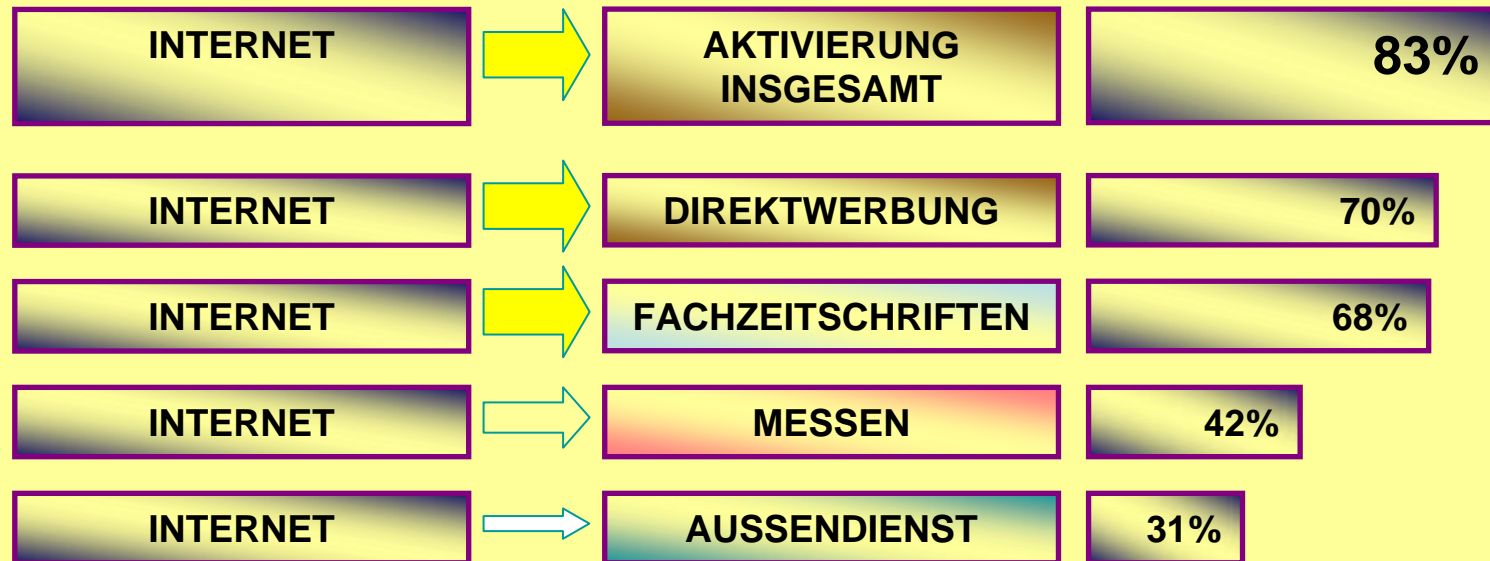 INTERNET AKTIVIERUNG 83%
INSGESAMT
INTERNET DIREKTWERBUNG 70%
INTERNET FACHZEITSCHRIFTEN 68%
INTERNET MESSEN 42%
INTERNET AUSSENDIENST 31%